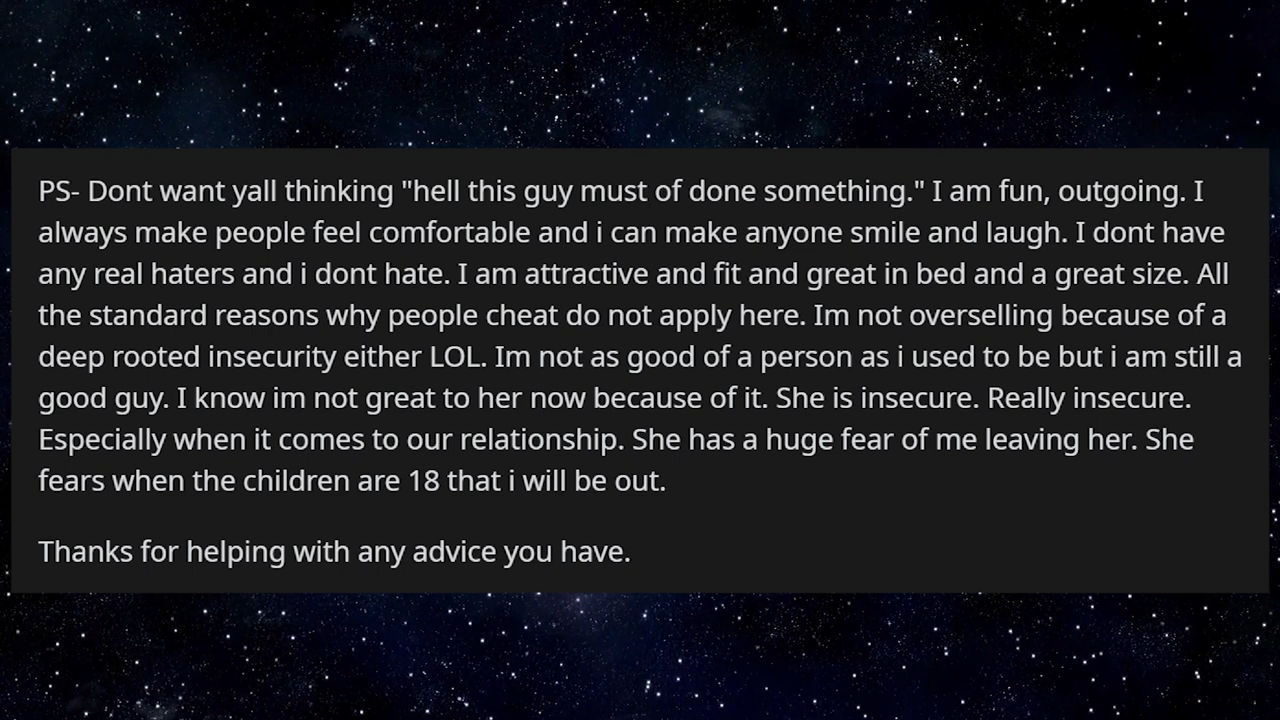 PS- Dont want yall thinking "hell this guy must of done something." I am fun, outgoing. I
always make people feel comfortable and i can make anyone smile and laugh. I dont have
any real haters and i dont hate. I am attractive and fit and great in bed and a great size. All
the standard reasons why people cheat do not apply here. Im not overselling because of a
deep rooted insecurity either LOL. Im not as good of a person as i used to be but i am still a
good guy. I know im not great to her now because of it. She is insecure. Really insecure.
Especially when it comes to our relationship. She has a huge fear of me leaving her. She
fears when the children are 18 that i will be out.
Thanks for helping with any advice you have.